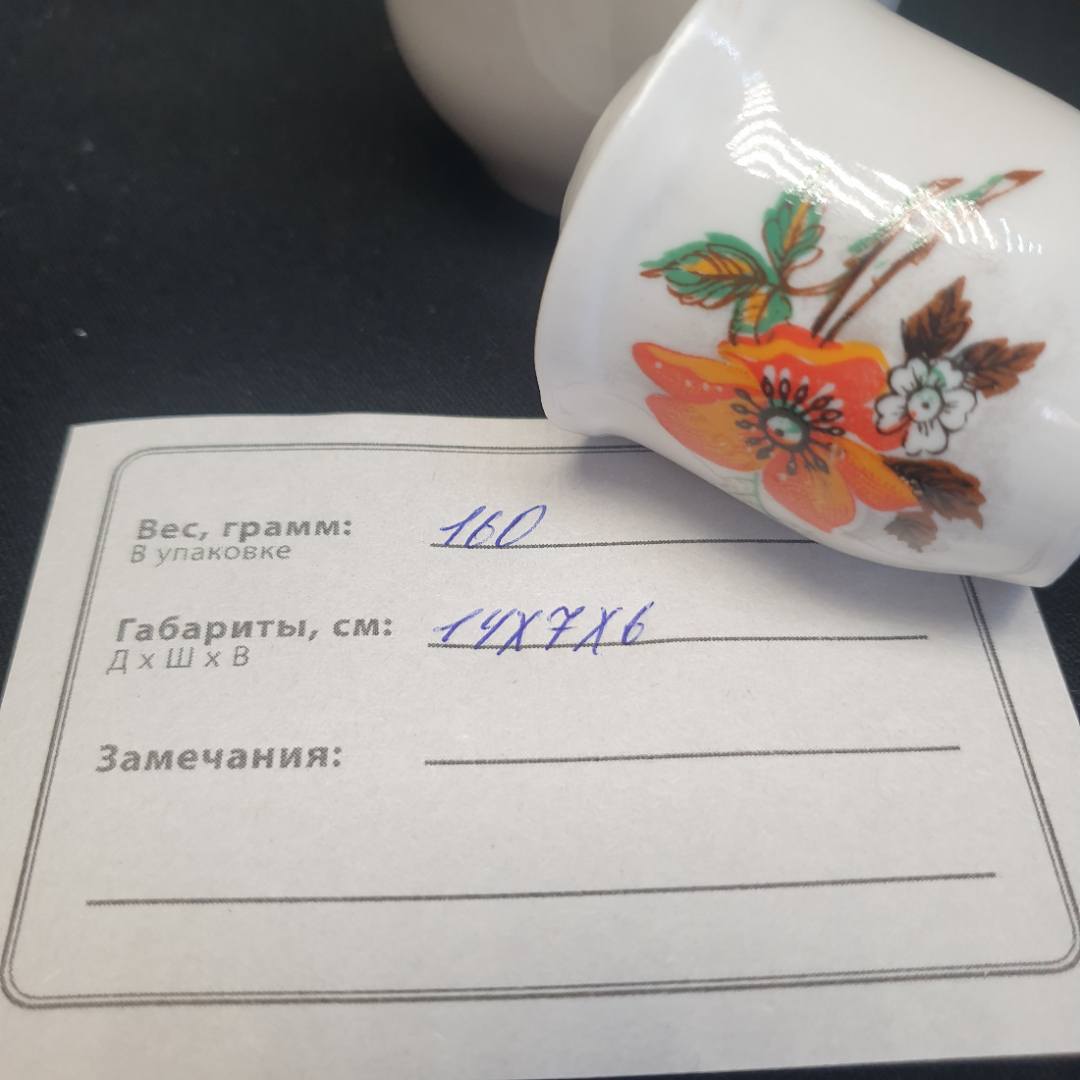 Вес, грамм: 160
В упаковке
Габариты, см: 14х7х6
Д х Ш х В
Замечания: